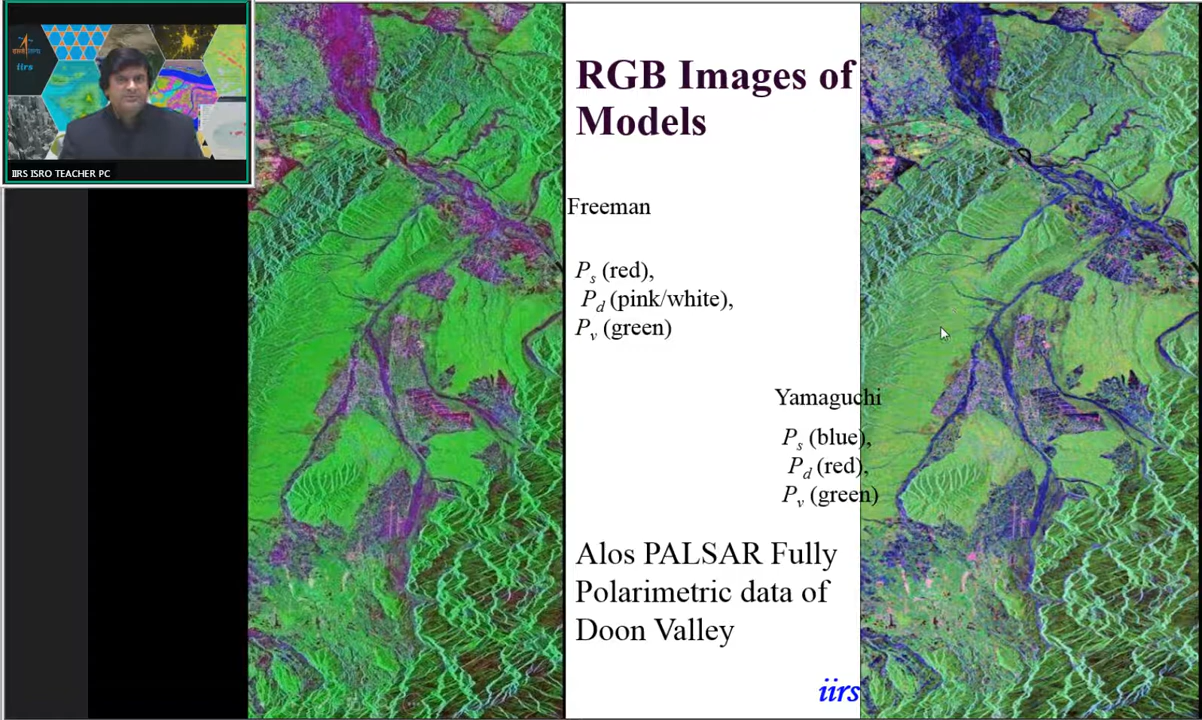 iirs
IIRS ISRO TEACHER PC
RGB Images of
Models
Freeman
Ps (red),
Pd (pink/white),
Pv (green)
Yamaguchi
Ps (blue),
Pd (red),
Pv (green)
Alos PALSAR Fully
Polarimetric data of
Doon Valley
iirs